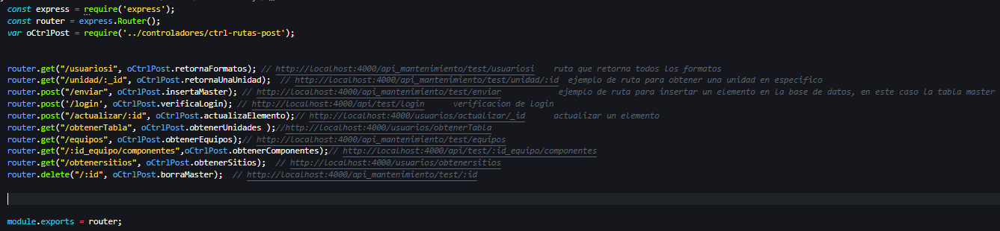 const express = require('express');
const router = express.Router();
var oCtrlPost = require('../controladores/ctrl-rutas-post');
router.get("/usuariosi", oCtrlPost.retornaFormatos); // http://localhost:4000/api_mantenimiento/test/usuariosi    ruta que retorna todos los formatos
router.get("/unidad/:_id", oCtrlPost.retornaUnaUnidad);  // http://localhost:4000/api_mantenimiento/test/unidad/:id  ejemplo de ruta para obtener una unidad en especifico
router.post("/enviar", oCtrlPost.insertaMaster); // http://localhost:4000/api_mantenimiento/test/enviar            ejemplo de ruta para insertar un elemento en la base de datos, en este caso la tabla master
router.post('/login', oCtrlPost.verificaLogin); // http://localhost:4000/api/test/login      verificacion de login
router.post("/actualizar/:id", oCtrlPost.actualizaElemento);// http://localhost:4000/usuarios/actualizar/_id      actualizar un elemento
router.get("/obtenerTabla", oCtrlPost.obtenerUnidades );//http://localhost:4000/usuarios/obtenerTabla
router.get("/equipos", oCtrlPost.obtenerEquipos);// http://localhost:4000/api_mantenimiento/test/equipos
router.get("/:id_equipo/componentes",oCtrlPost.obtenerComponentes);// http://localhost:4000/api/test/:id_equipo/componentes
router.get("/obtenersitios", oCtrlPost.obtenerSitios);  // http://localhost:4000/usuarios/obtenersitios
router.delete("/:id", oCtrlPost.borraMaster);  // http://localhost:4000/api_mantenimiento/test/:id
module.exports = router;